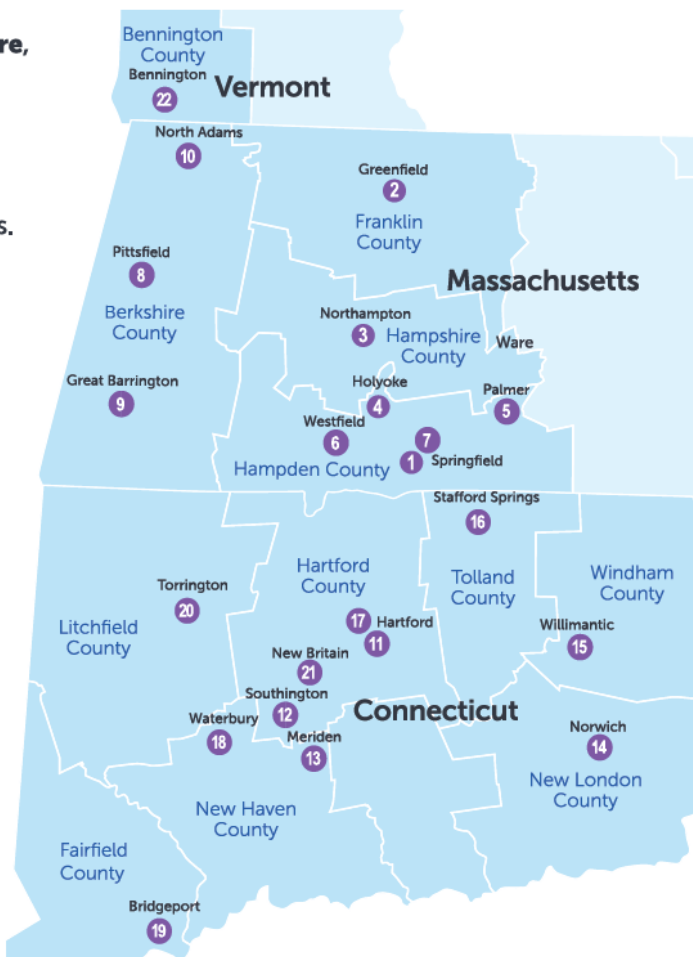 re,
s.
Bennington
County
Bennington
22
Vermont
North Adams
10
Greenfield
2
Franklin
County
Pittsfield
8
Massachusetts
Berkshire
County
Northampton
3
Hampshire
County
Ware
Great Barrington
9
Holyoke
4
Palmer
5
Westfield
6
7
1
Springfield
Hampden County
Stafford Springs
16
Hartford
County
Tolland
County
Windham
County
Torrington
20
Litchfield
County
17
Hartford
11
Willimantic
15
New Britain
21
Southington
12
Connecticut
Waterbury
18
Meriden
13
Norwich
14
New London
County
New Haven
County
Fairfield
County
Bridgeport
19